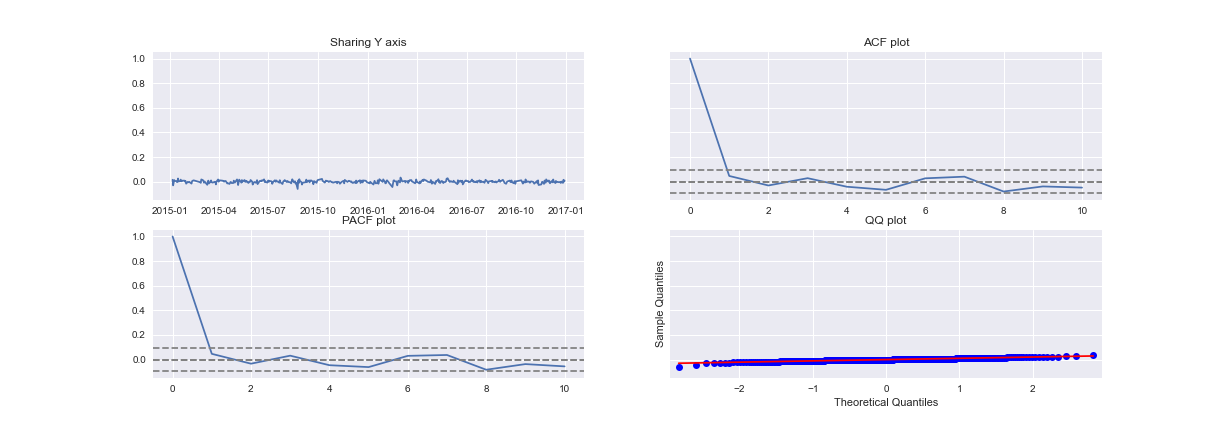 Sharing Y axis
1.0
0.8
0.6
0.4
0.2
0.0
2015-01 2015-04 2015-07 2015-10 2016-01 2016-04 2016-07 2016-10 2017-01
ACF plot
0 2 4 6 8 10
PACF plot
1.0
0.8
0.6
0.4
0.2
0.0
0 2 4 6 8 10
QQ plot
Sample Quantiles
−2 −1 0 1 2
Theoretical Quantiles